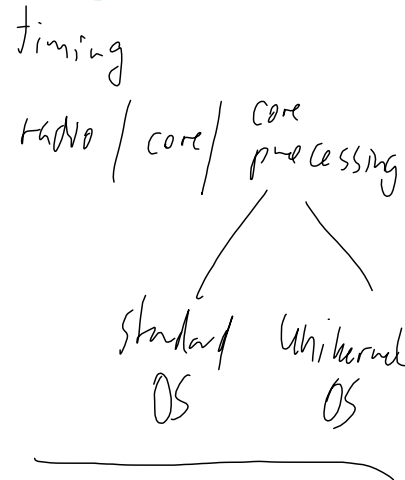 timing
core
radio / core / processing
standard unikernel
OS OS